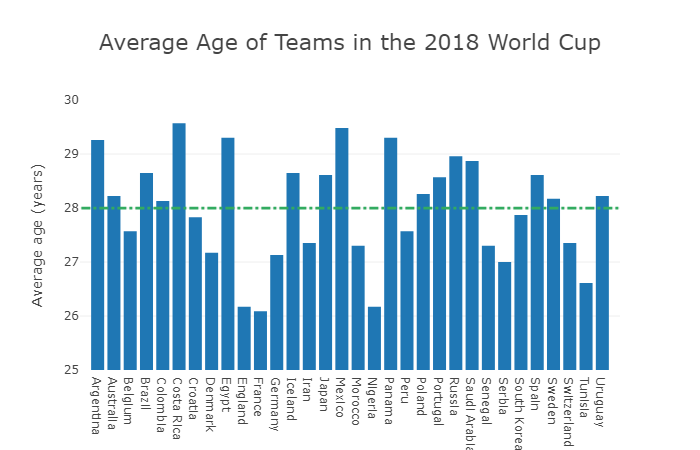 Average Age of Teams in the 2018 World Cup
Average age (years)
30
29
28
27
26
25
Argentina
Australia
Belgium
Brazil
Colombia
Costa Rica
Croatia
Denmark
Egypt
England
France
Germany
Iceland
Iran
Japan
Mexico
Morocco
Nigeria
Panama
Peru
Poland
Portugal
Russia
Saudi Arabia
Senegal
Serbia
South Korea
Spain
Sweden
Switzerland
Tunisia
Uruguay